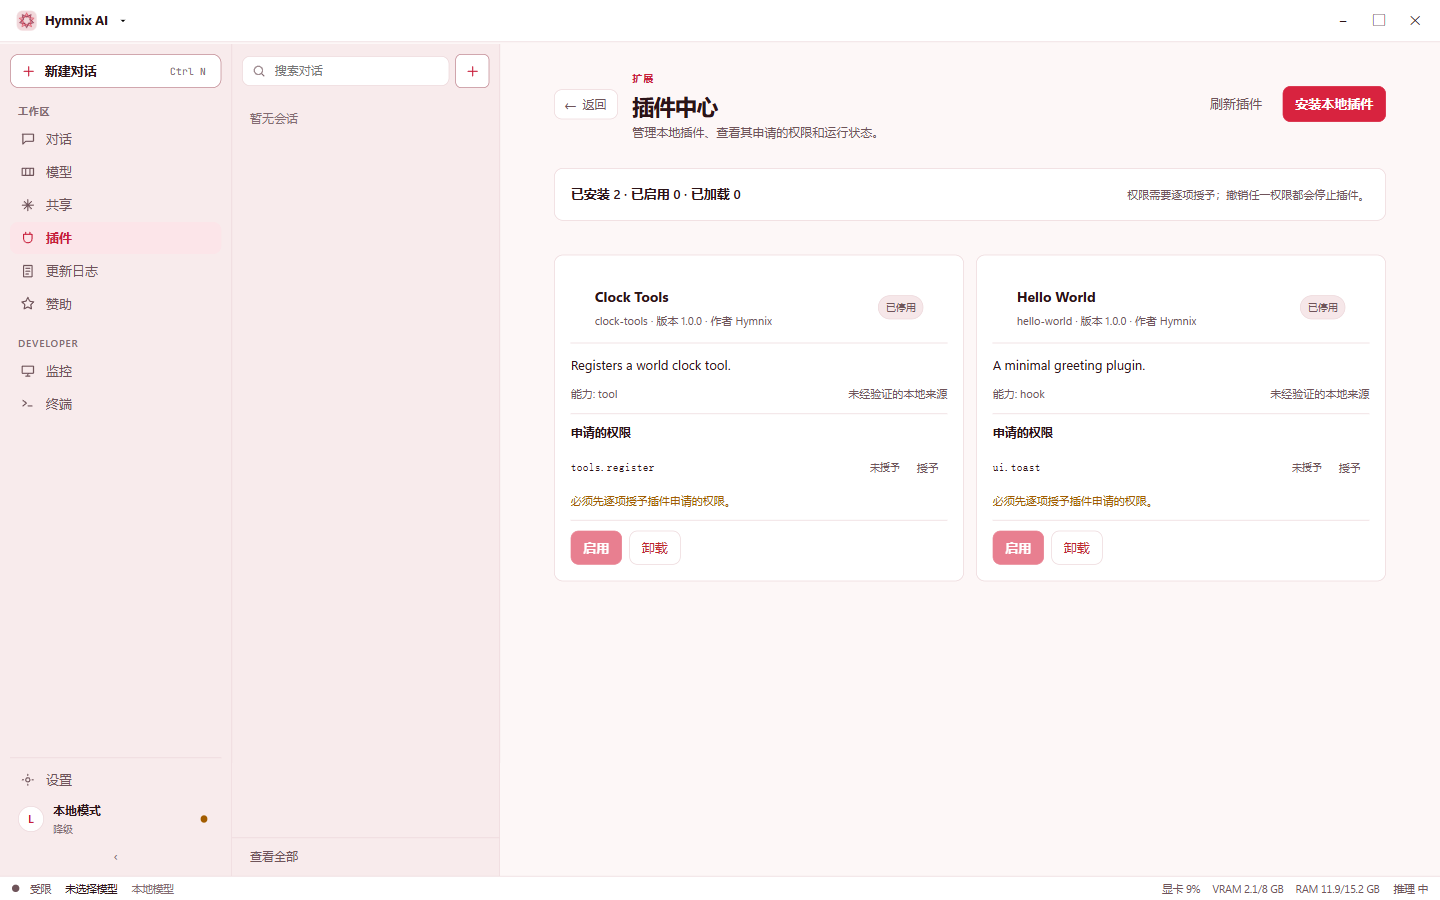 Hymnix AI
新建对话 Ctrl N
工作区
对话
模型
共享
插件
更新日志
赞助
DEVELOPER
监控
终端
设置
L
本地模式
降级
搜索对话
暂无会话
查看全部
← 返回
扩展
插件中心
管理本地插件、查看其申请的权限和运行状态。
刷新插件
安装本地插件
已安装 2 · 已启用 0 · 已加载 0
权限需要逐项授予；撤销任一权限都会停止插件。
Clock Tools
clock-tools · 版本 1.0.0 · 作者 Hymnix
已停用
Registers a world clock tool.
能力: tool
未经验证的本地来源
申请的权限
tools.register
未授予
授予
必须先逐项授予插件申请的权限。
启用
卸载
Hello World
hello-world · 版本 1.0.0 · 作者 Hymnix
已停用
A minimal greeting plugin.
能力: hook
未经验证的本地来源
申请的权限
ui.toast
未授予
授予
必须先逐项授予插件申请的权限。
启用
卸载
受限
未选择模型
本地模型
显卡 9%
VRAM 2.1/8 GB
RAM 11.9/15.2 GB
推理 中